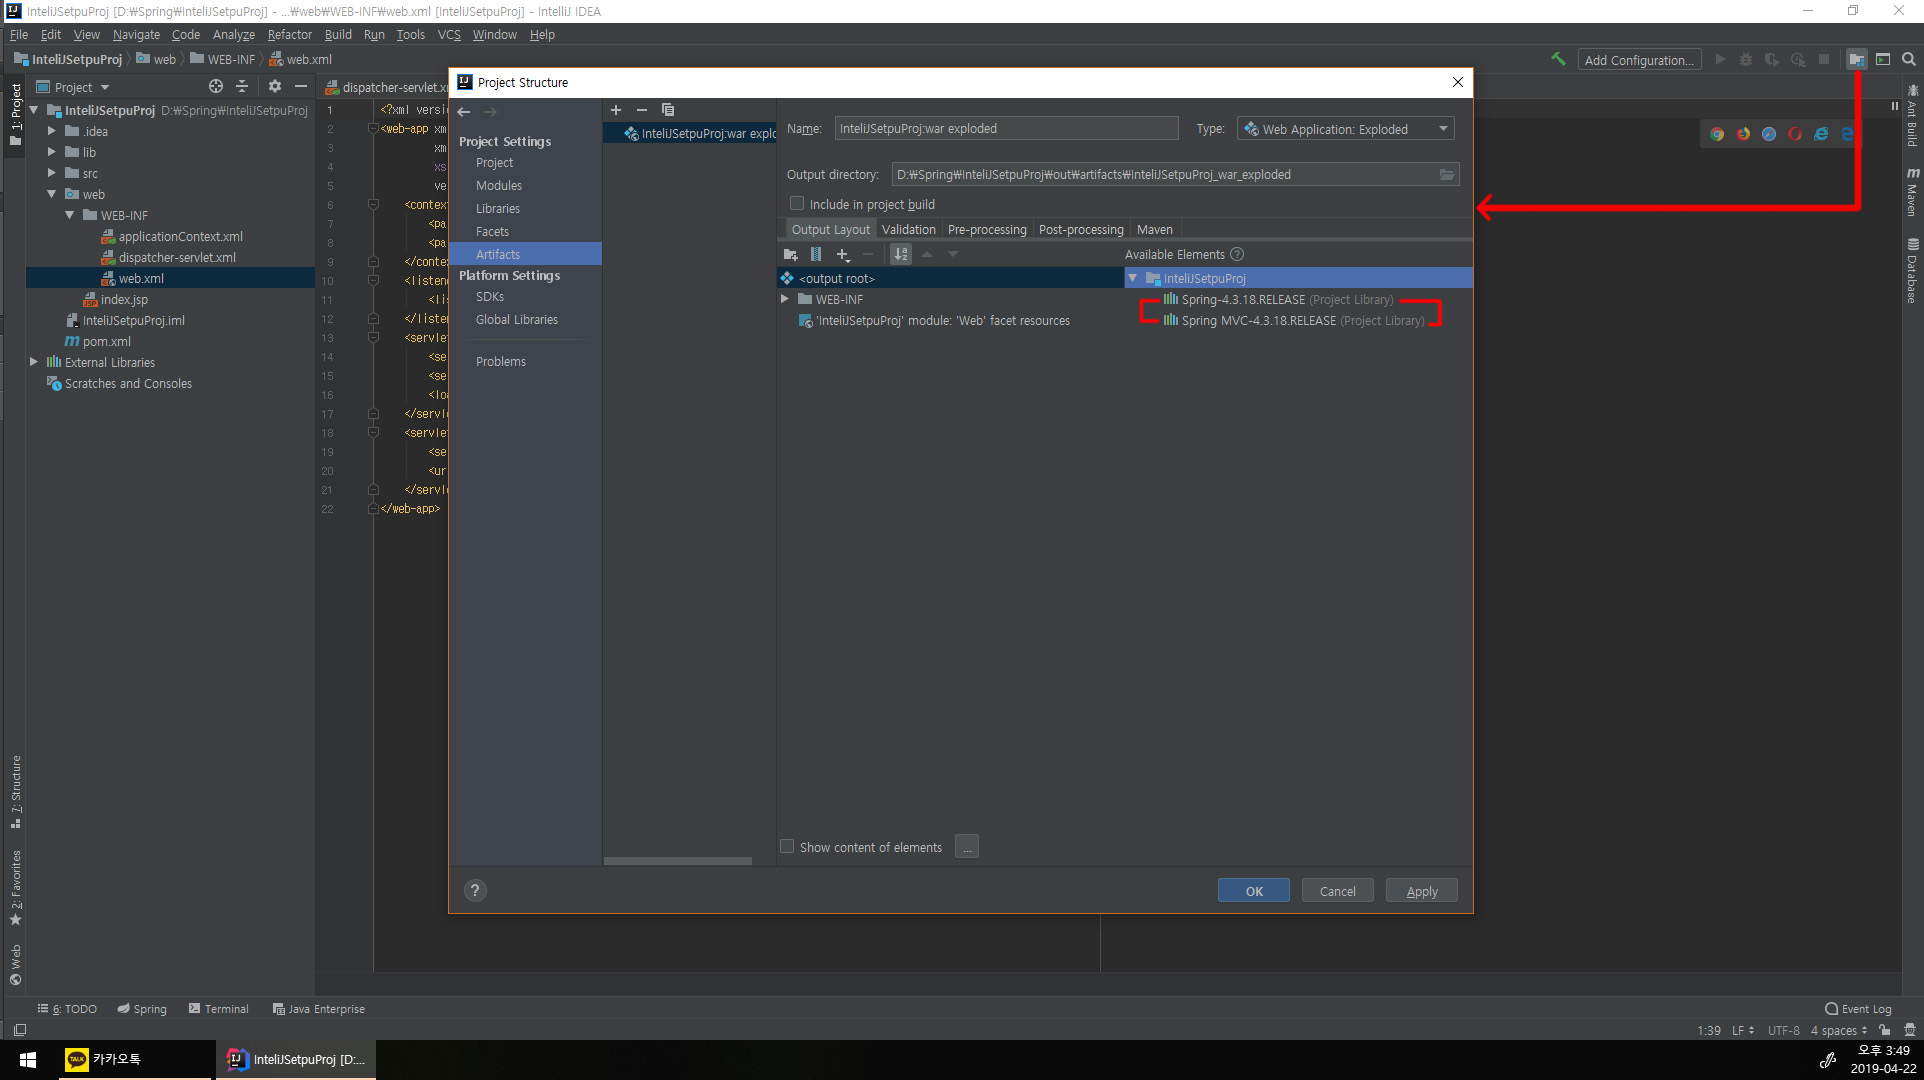 InteliJSetpuProj [D:₩Spring₩InteliJSetpuProj] - ...₩web₩WEB-INF₩web.xml [InteliJSetpuProj] - IntelliJ IDEA
File Edit View Navigate Code Analyze Refactor Build Run Tools VCS Window Help
InteliJSetpuProj web WEB-INF web.xml
Add Configuration...
1: Project
7: Structure
2: Favorites
Web
Project
InteliJSetpuProj D:₩Spring₩InteliJSetpuProj
.idea
lib
src
web
WEB-INF
applicationContext.xml
dispatcher-servlet.xml
web.xml
index.jsp
InteliJSetpuProj.iml
pom.xml
External Libraries
Scratches and Consoles
dispatcher-servlet.x
1 <?xml versio
2 <web-app xm
3 xm
4 xs
5 ve
6 <context
7 <pa
8 <pa
9 </conte
10 <listene
11 <lis
12 </listen
13 <servlet
14 <se
15 <se
16 <loa
17 </servle
18 <servlet
19 <se
20 <ur
21 </servle
22 </web-app>
Project Structure
Project Settings
Project
Modules
Libraries
Facets
Artifacts
Platform Settings
SDKs
Global Libraries
Problems
InteliJSetpuProj:war explo
Name: InteliJSetpuProj:war exploded Type: Web Application: Exploded
Output directory: D:₩Spring₩InteliJSetpuProj₩out₩artifacts₩InteliJSetpuProj_war_exploded
Include in project build
Output Layout Validation Pre-processing Post-processing Maven
Available Elements
<output root>
WEB-INF
'InteliJSetpuProj' module: 'Web' facet resources
InteliJSetpuProj
Spring-4.3.18.RELEASE (Project Library)
Spring MVC-4.3.18.RELEASE (Project Library)
Show content of elements ...
? OK Cancel Apply
Ant Build
Maven
Database
6: TODO Spring Terminal Java Enterprise Event Log
1:39 LF UTF-8 4 spaces
TALK 카카오톡 InteliJSetpuProj [D:... 오후 3:49
2019-04-22